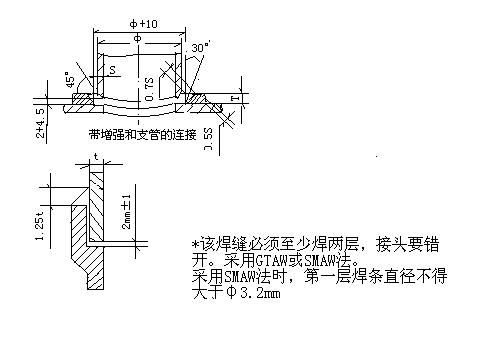 φ+10
φ
30°
45°
S
0.7S
T
2+4.5
带增强和支管的连接
0.5S
t
1.25t
2mm±1
*该焊缝必须至少焊两层，接头要错
开。采用GTAW或SMAW法。
采用SMAW法时，第一层焊条直径不得
大于φ3.2mm